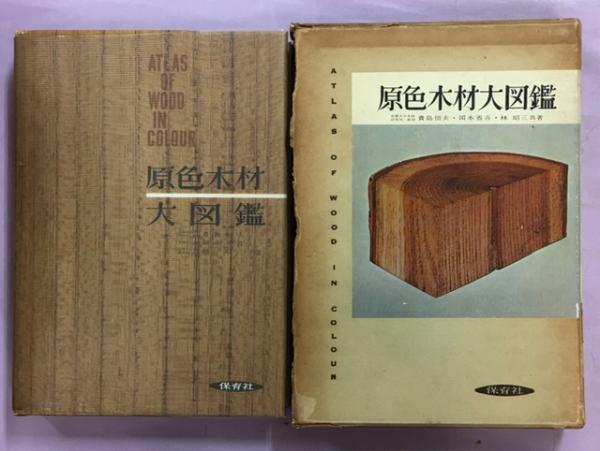 ATLAS
OF
WOOD
IN
COLOUR
原色木材
大図鑑
保育社
ATLAS OF WOOD IN COLOUR
原色木材大図鑑
貴島恒夫・岡本省吾・林 昭三共著
保育社